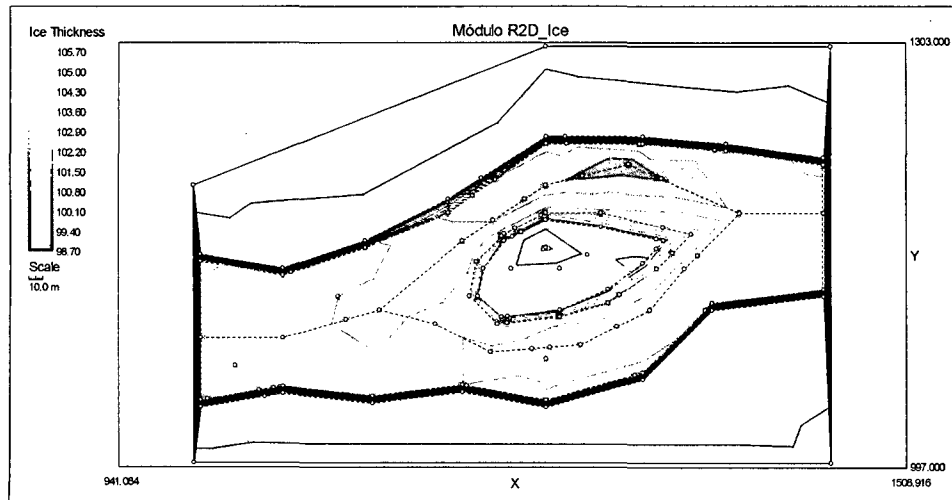 Módulo R2D_Ice
Ice Thickness
105.70
105.00
104.30
103.60
102.90
102.20
101.50
100.80
100.10
99.40
98.70
Scale
10.0 m
1303.000
Y
997.000
941.084
X
1508.916